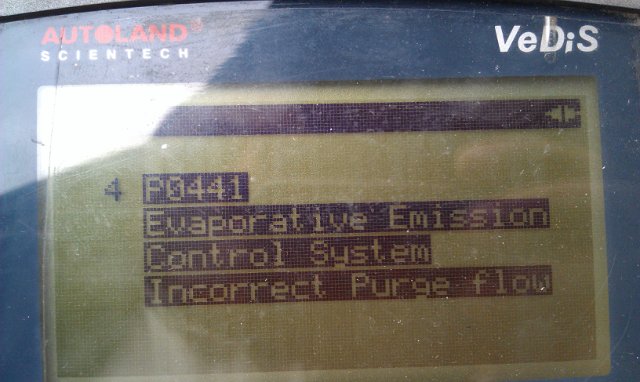 AUTOLAND
SCIENTECH
VeDiS
4 P0441
Evaporative Emission
Control System
Incorrect Purge flow